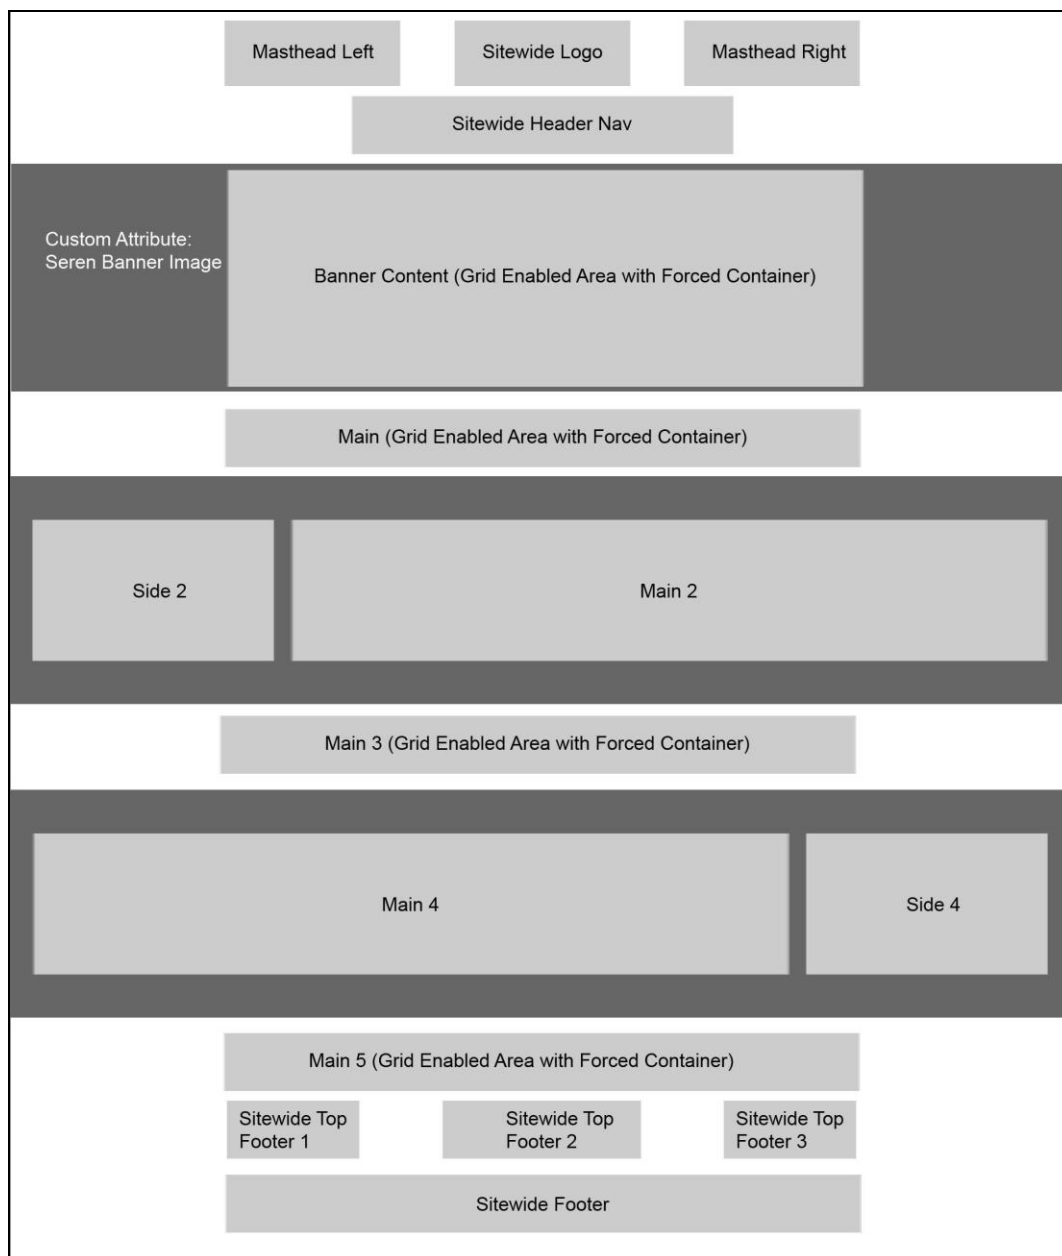 Masthead Left
Sitewide Logo
Masthead Right
Sitewide Header Nav
Custom Attribute:
Seren Banner Image
Banner Content (Grid Enabled Area with Forced Container)
Main (Grid Enabled Area with Forced Container)
Side 2
Main 2
Main 3 (Grid Enabled Area with Forced Container)
Main 4
Side 4
Main 5 (Grid Enabled Area with Forced Container)
Sitewide Top
Footer 1
Sitewide Top
Footer 2
Sitewide Top
Footer 3
Sitewide Footer